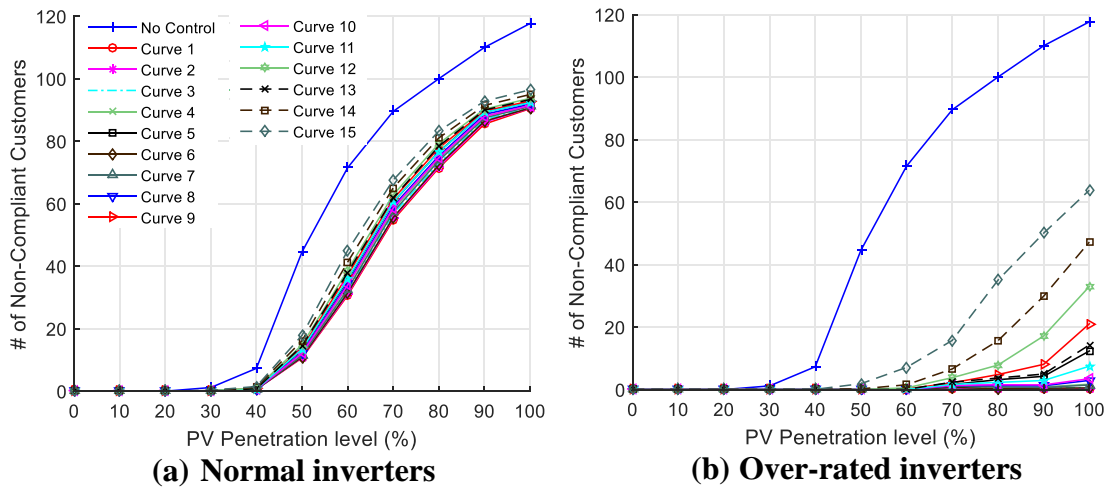 120
100
80
60
40
20
0
# of Non-Compliant Customers
No Control
Curve 1
Curve 2
Curve 3
Curve 4
Curve 5
Curve 6
Curve 7
Curve 8
Curve 9
Curve 10
Curve 11
Curve 12
Curve 13
Curve 14
Curve 15
0 10 20 30 40 50 60 70 80 90 100
PV Penetration level (%)
(a) Normal inverters
120
100
80
60
40
20
0
# of Non-Compliant Customers
0 10 20 30 40 50 60 70 80 90 100
PV Penetration level (%)
(b) Over-rated inverters